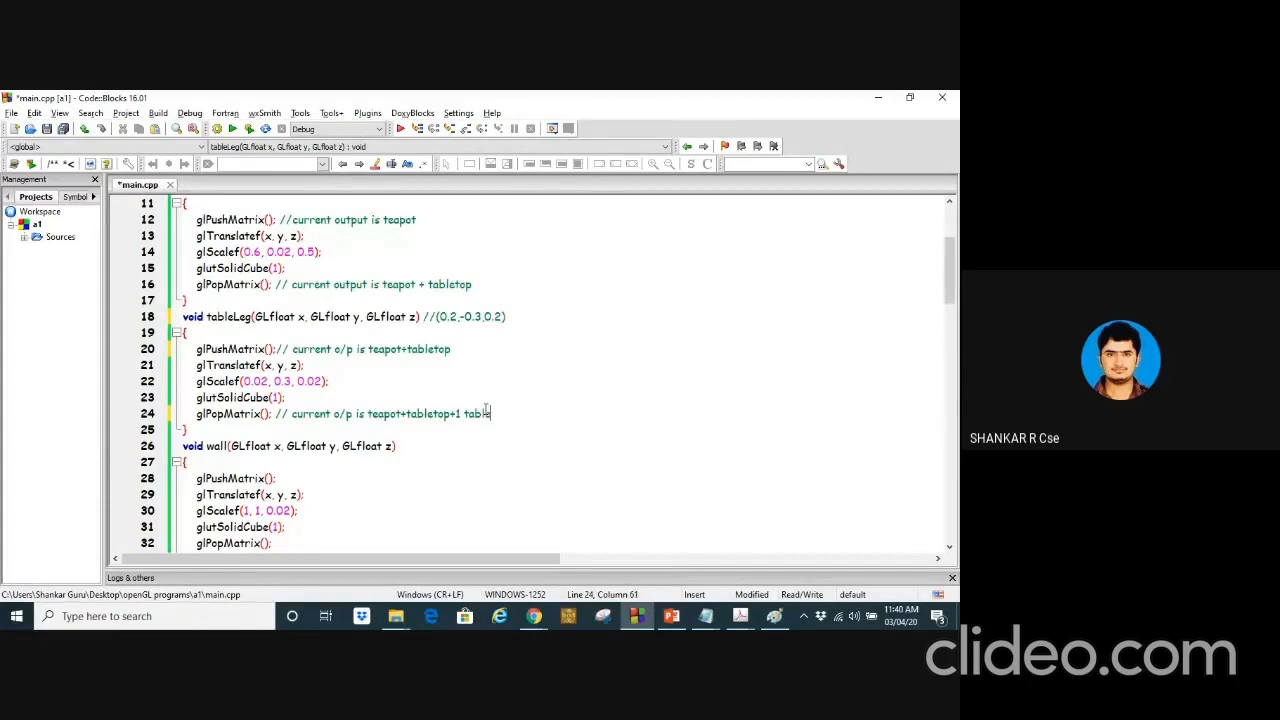 *main.cpp [a1] - Code::Blocks 16.01
File Edit View Search Project Build Debug Fortran wxSmith Tools Tools+ Plugins DoxyBlocks Settings Help
Debug
<global> tableLeg(GLfloat x, GLfloat y, GLfloat z) : void
/** *<
Aa .*
S C
Management
*main.cpp
Projects Symbol
Workspace
a1
Sources
11 {
12 glPushMatrix(); //current output is teapot
13 glTranslatef(x, y, z);
14 glScalef(0.6, 0.02, 0.5);
15 glutSolidCube(1);
16 glPopMatrix(); // current output is teapot + tabletop
17 }
18 void tableLeg(GLfloat x, GLfloat y, GLfloat z) //(0.2,-0.3,0.2)
19 {
20 glPushMatrix();// current o/p is teapot+tabletop
21 glTranslatef(x, y, z);
22 glScalef(0.02, 0.3, 0.02);
23 glutSolidCube(1);
24 glPopMatrix(); // current o/p is teapot+tabletop+1 table
25 }
26 void wall(GLfloat x, GLfloat y, GLfloat z)
27 {
28 glPushMatrix();
29 glTranslatef(x, y, z);
30 glScalef(1, 1, 0.02);
31 glutSolidCube(1);
32 glPopMatrix();
Logs & others
C:\Users\Shankar Guru\Desktop\openGL programs\a1\main.cpp Windows (CR+LF) WINDOWS-1252 Line 24, Column 61 Insert Modified Read/Write default
Type here to search
11:40 AM
03/04/20
3
SHANKAR R Cse
clideo.com